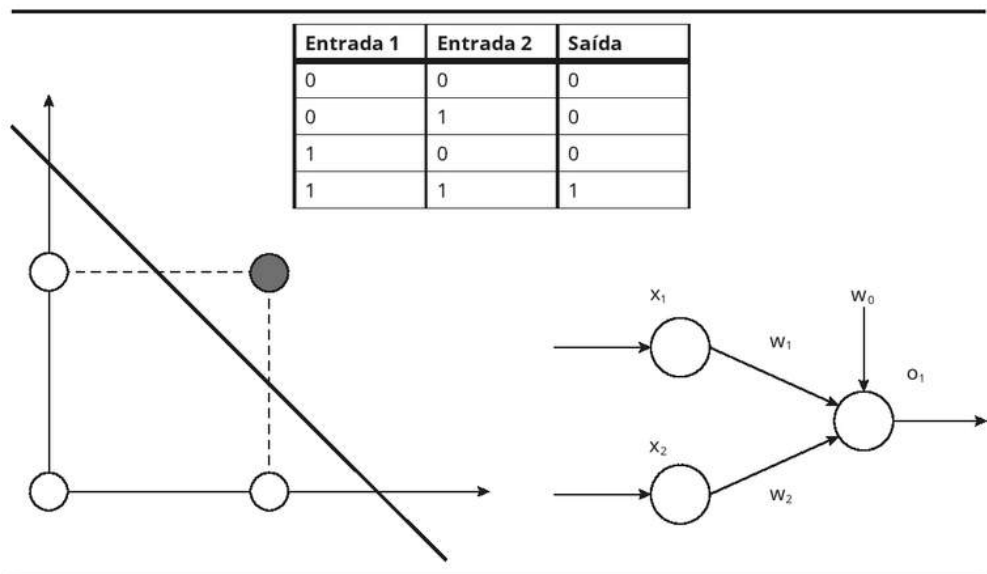 Entrada 1 Entrada 2 Saída
0 0 0
0 1 0
1 0 0
1 1 1
x₁ w₀
w₁
o₁
x₂
w₂